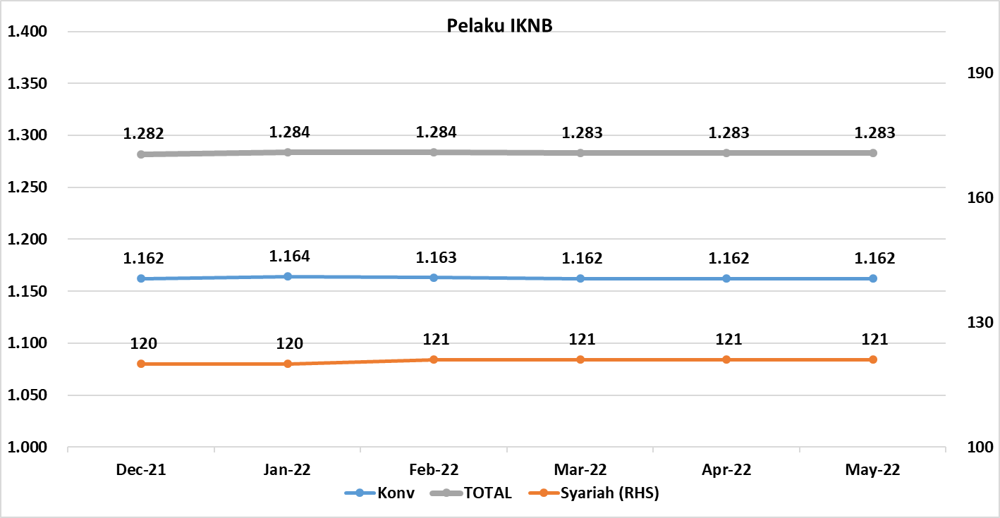 Pelaku IKNB
1.400
1.350
190
1.300
1.282 1.284 1.284 1.283 1.283 1.283
1.250
160
1.200
1.162 1.164 1.163 1.162 1.162 1.162
1.150
130
1.100
120 120 121 121 121 121
1.050
1.000
100
Dec-21 Jan-22 Feb-22 Mar-22 Apr-22 May-22
Konv TOTAL Syariah (RHS)